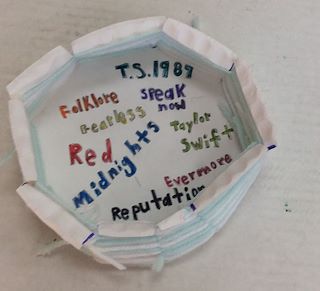 T.S. 1989
Folklore
Speak
now
Fearless
Taylor
Swift
Red
Midnights
Evermore
Reputation